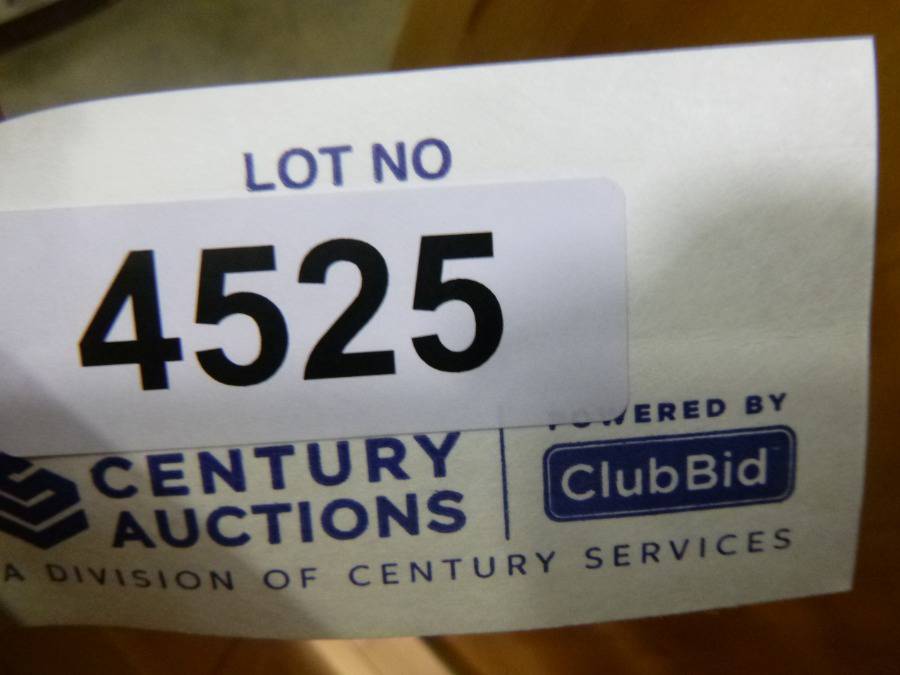 LOT NO
4525
CENTURY
AUCTIONS
POWERED BY
ClubBid
A DIVISION OF CENTURY SERVICES